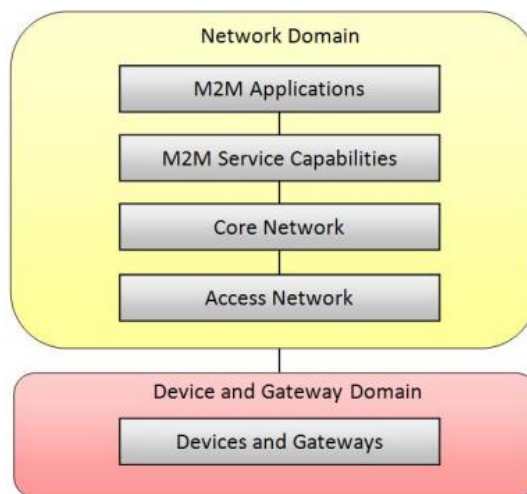 Network Domain
M2M Applications
M2M Service Capabilities
Core Network
Access Network
Device and Gateway Domain
Devices and Gateways